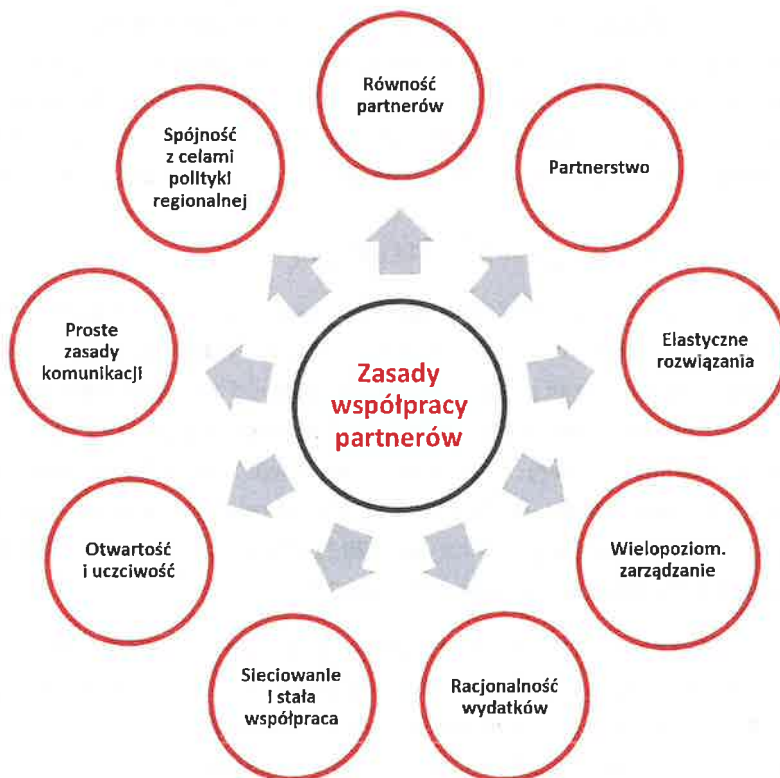 Zasady
współpracy
partnerów
Równość
partnerów
Partnerstwo
Elastyczne
rozwiązania
Wielopoziom.
zarządzanie
Racjonalność
wydatków
Sieciowanie
i stała
współpraca
Otwartość
i uczciwość
Proste
zasady
komunikacji
Spójność
z celami
polityki
regionalnej